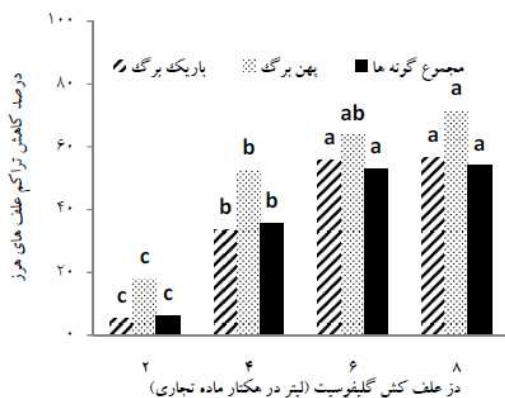 درصد کاهش تراکم علف های هرز
۱۰۰
۸۰
۶۰
۴۰
۲۰
۰
باریک برگ پهن برگ مجموع گونه ها
c c c
b b b
a ab a
a a a
۲ ۴ ۶ ۸
دز علف کش گلیفوسیت (لیتر در هکتار ماده تجاری)